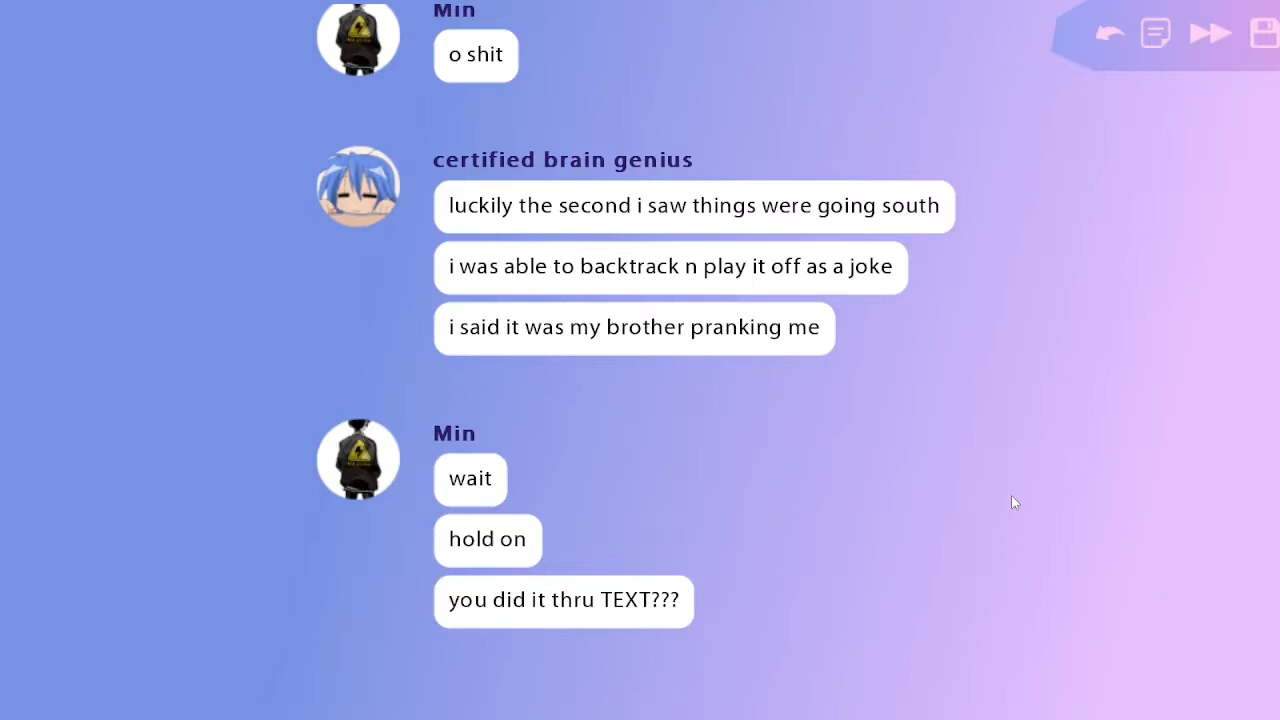 Min
o shit
certified brain genius
luckily the second i saw things were going south
i was able to backtrack n play it off as a joke
i said it was my brother pranking me
Min
wait
hold on
you did it thru TEXT???